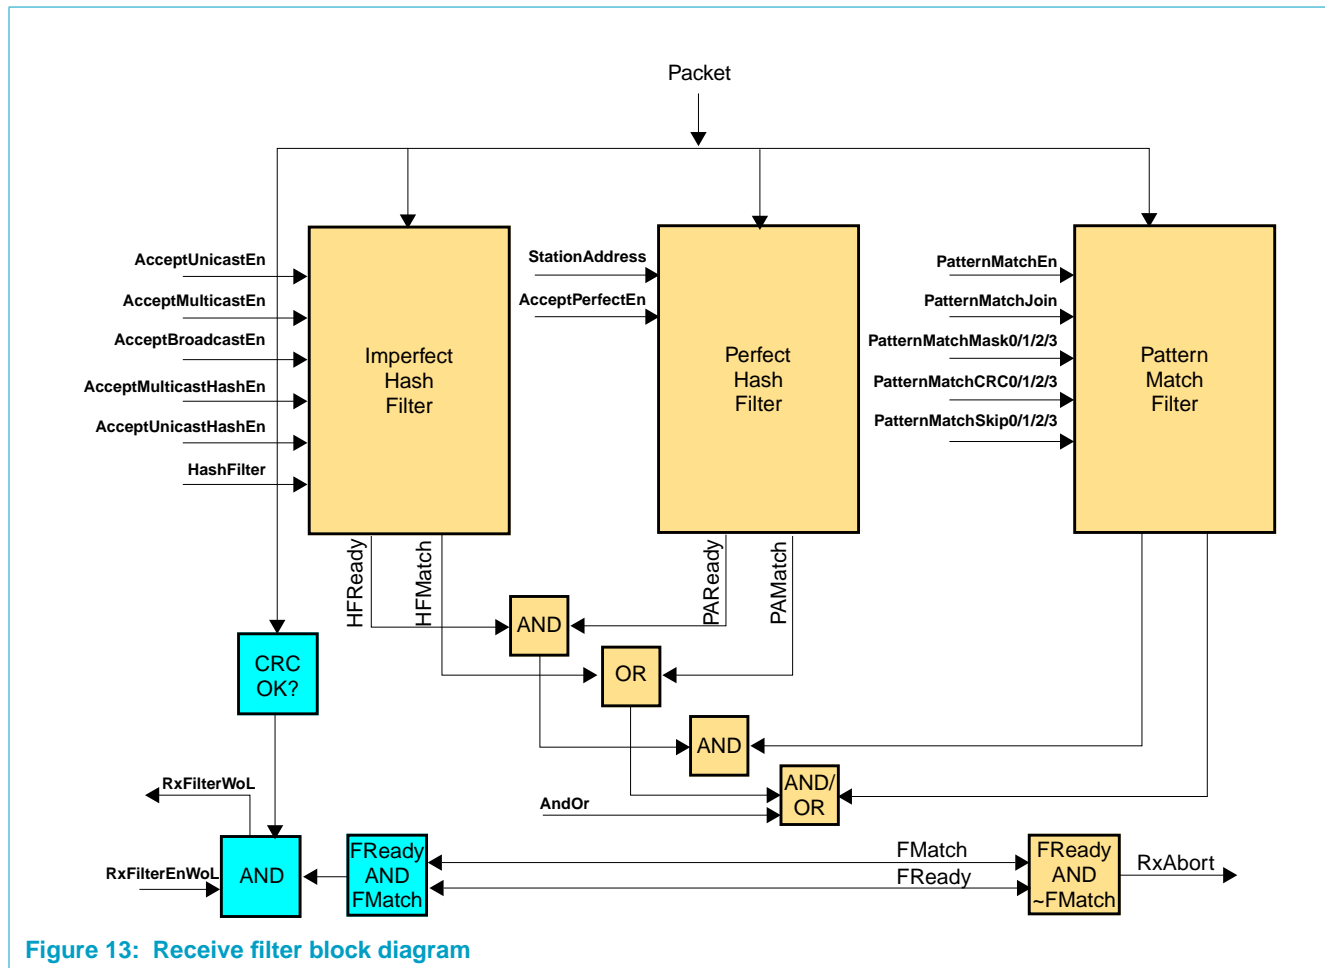 Packet
AcceptUnicastEn
AcceptMulticastEn
AcceptBroadcastEn
AcceptMulticastHashEn
AcceptUnicastHashEn
HashFilter
Imperfect
Hash
Filter
StationAddress
AcceptPerfectEn
Perfect
Hash
Filter
PatternMatchEn
PatternMatchJoin
PatternMatchMask0/1/2/3
PatternMatchCRC0/1/2/3
PatternMatchSkip0/1/2/3
Pattern
Match
Filter
HFReady
HFMatch
PAReady
PAMatch
AND
OR
CRC
OK?
AND
AND/
OR
AndOr
RxFilterWoL
RxFilterEnWoL
AND
FReady
AND
FMatch
FMatch
FReady
FReady
AND
~FMatch
RxAbort
Figure 13: Receive filter block diagram